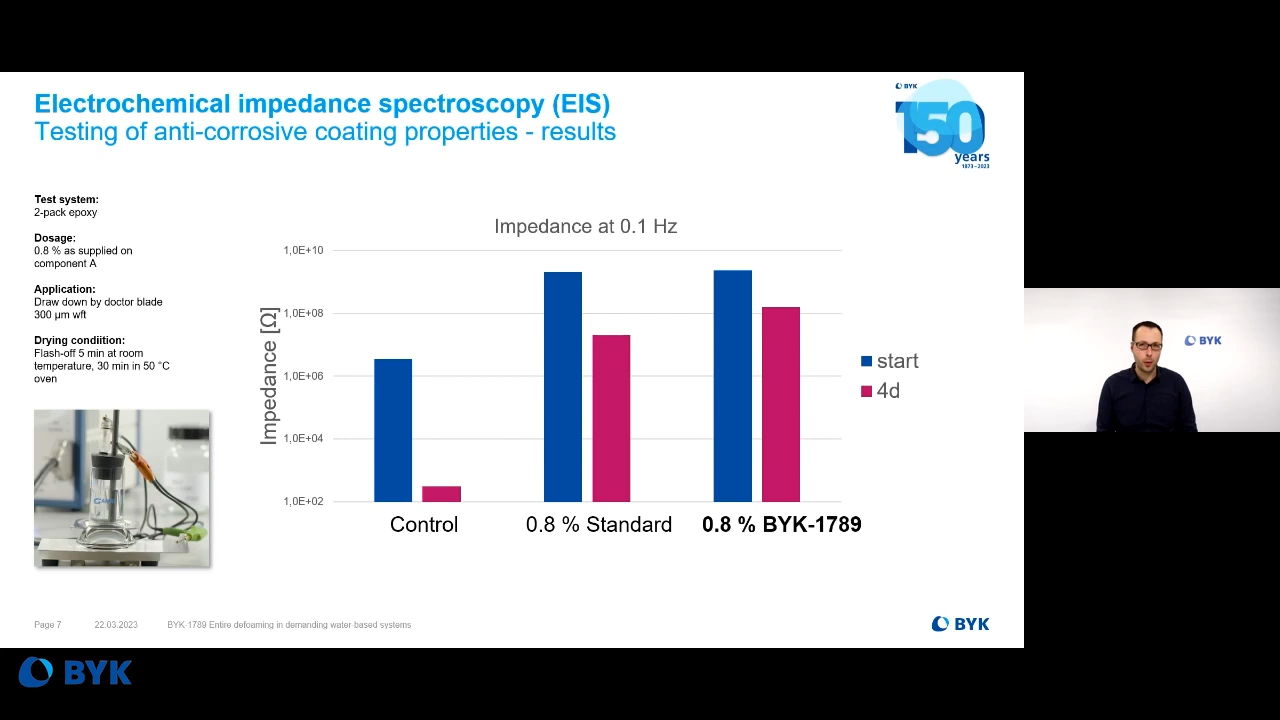 Electrochemical impedance spectroscopy (EIS)
Testing of anti-corrosive coating properties - results
BYK
150
years
1873–2023
Test system:
2-pack epoxy
Dosage:
0.8 % as supplied on
component A
Application:
Draw down by doctor blade
300 µm wft
Drying condiition:
Flash-off 5 min at room
temperature, 30 min in 50 °C
oven
Impedance at 0.1 Hz
Impedance [Ω]
1,0E+10
1,0E+08
1,0E+06
1,0E+04
1,0E+02
Control
0.8 % Standard
0.8 % BYK-1789
start
4d
BYK
Page 7
22.03.2023
BYK-1789 Entire defoaming in demanding water-based systems
BYK
BYK